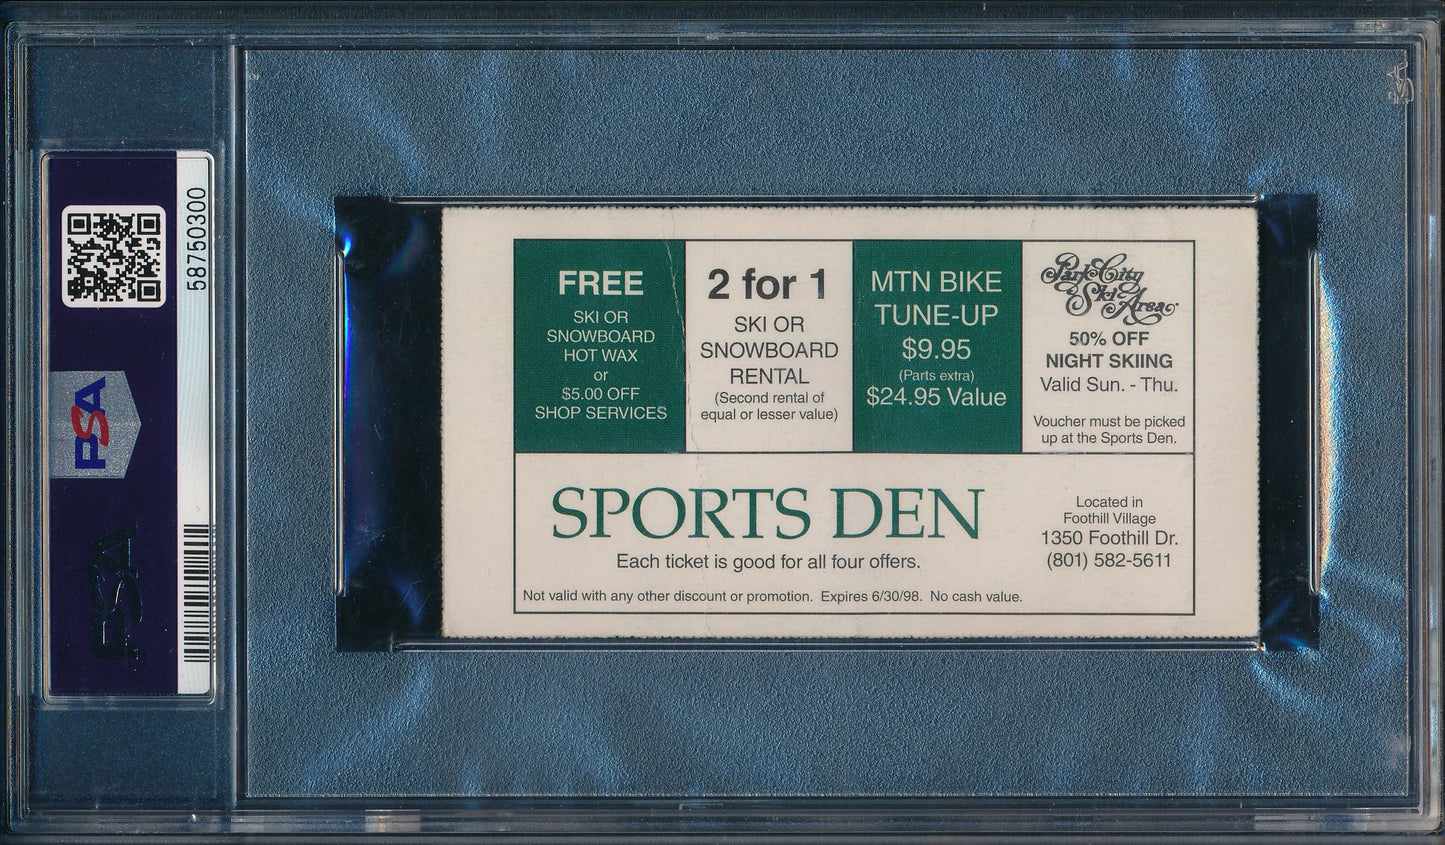 58750300
PSA
PSA
FREE
SKI OR
SNOWBOARD
HOT WAX
or
$5.00 OFF
SHOP SERVICES
2 for 1
SKI OR
SNOWBOARD
RENTAL
(Second rental of
equal or lesser value)
MTN BIKE
TUNE-UP
$9.95
(Parts extra)
$24.95 Value
Park City
Ski Area
50% OFF
NIGHT SKIING
Valid Sun. - Thu.
Voucher must be picked
up at the Sports Den.
SPORTS DEN
Each ticket is good for all four offers.
Located in
Foothill Village
1350 Foothill Dr.
(801) 582-5611
Not valid with any other discount or promotion. Expires 6/30/98. No cash value.
PSA